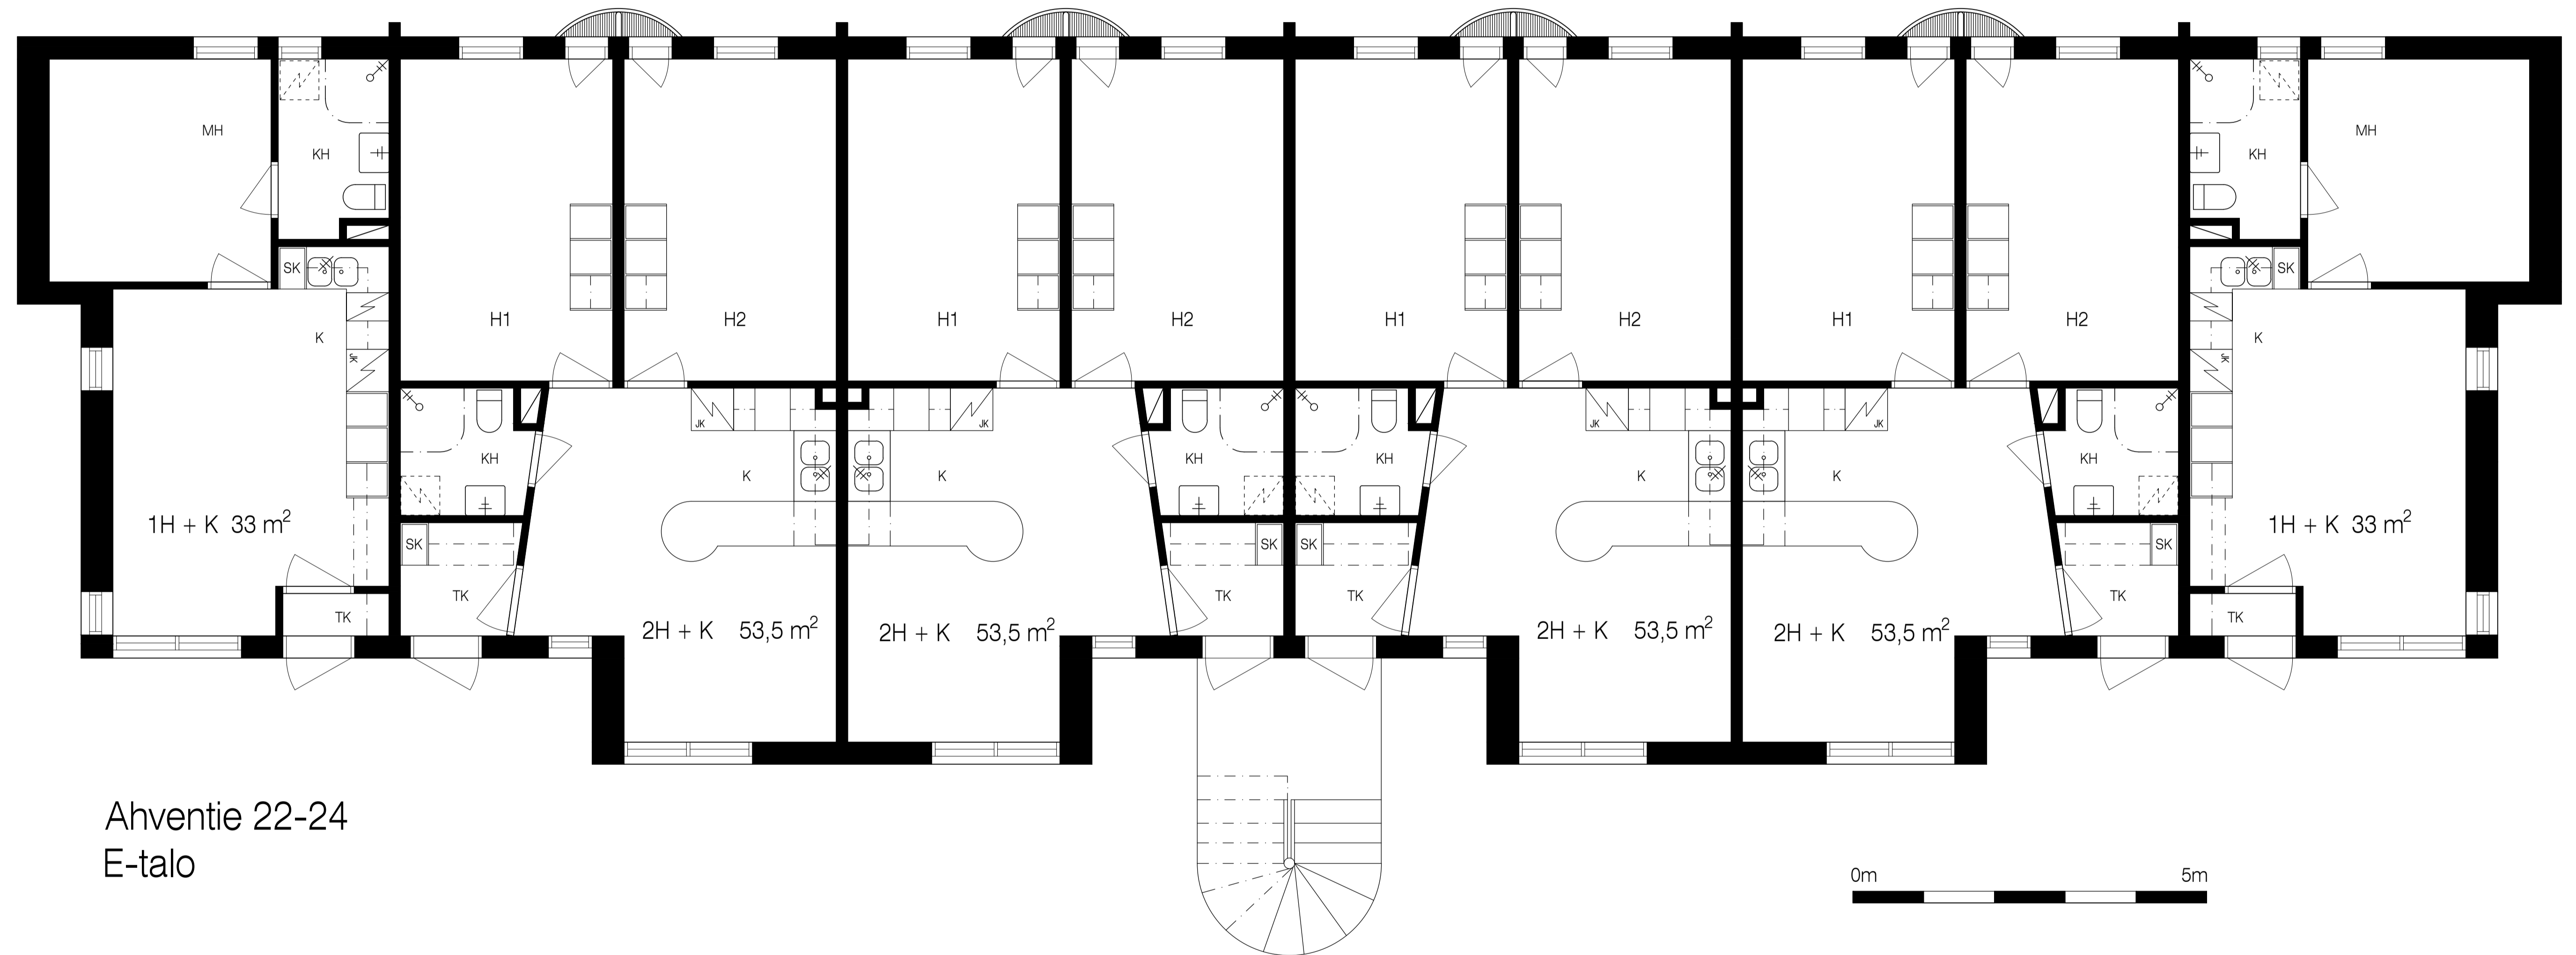 MH
KH
KH
MH
SK
SK
H1
H2
H1
H2
H1
H2
H1
H2
K
K
JK
JK
JK
JK
JK
JK
KH
KH
KH
KH
K
K
K
K
1H + K 33 m²
1H + K 33 m²
SK
SK
SK
SK
TK
TK
TK
TK
TK
TK
2H + K 53,5 m²
2H + K 53,5 m²
2H + K 53,5 m²
2H + K 53,5 m²
Ahventie 22-24
E-talo
0m 5m